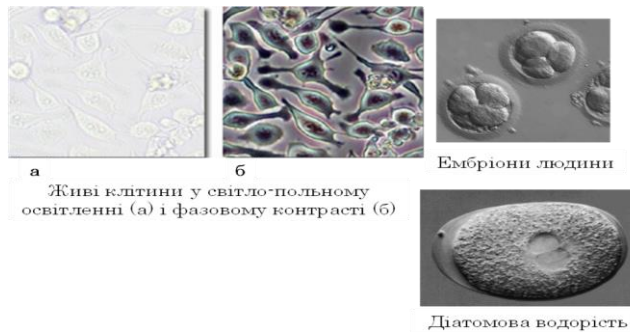 а
б
Живі клітини у світло-польному
освітленні (а) і фазовому контрасті (б)
Ембріони людини
Діатомова водорість